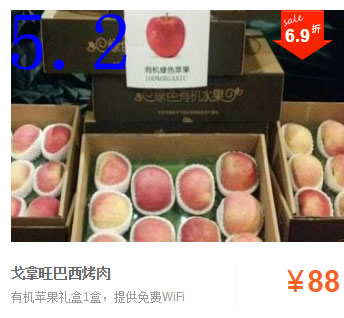 5.2
sale
6.9折
有机绿色苹果
100%ORGANIC
绿色有机水果
戈拿旺巴西烤肉
¥88
有机苹果礼盒1盒，提供免费WiFi